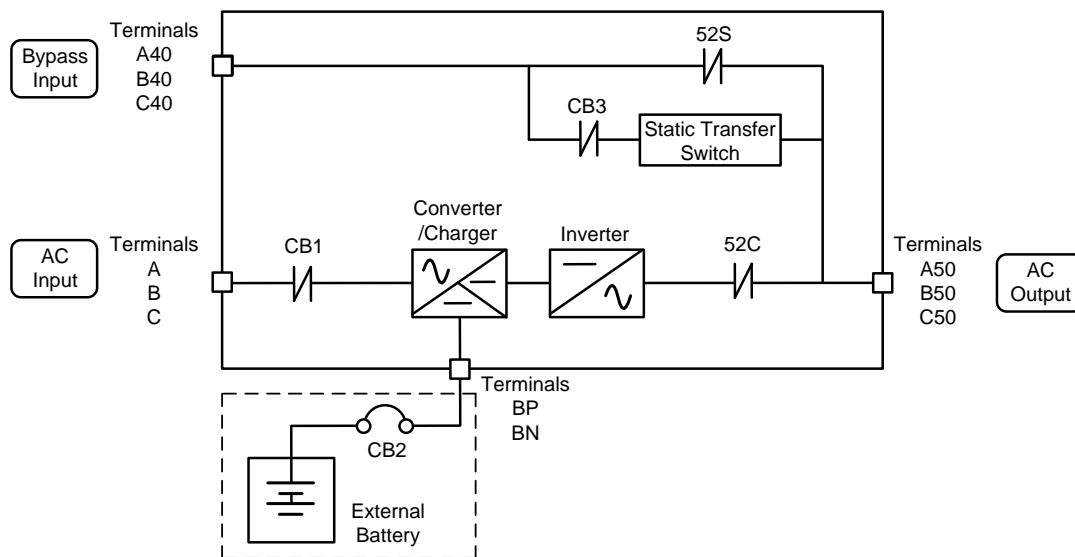 Bypass
Input
Terminals
A40
B40
C40
52S
CB3
Static Transfer
Switch
AC
Input
Terminals
A
B
C
CB1
Converter
/Charger
Inverter
52C
Terminals
A50
B50
C50
AC
Output
Terminals
BP
BN
CB2
External
Battery